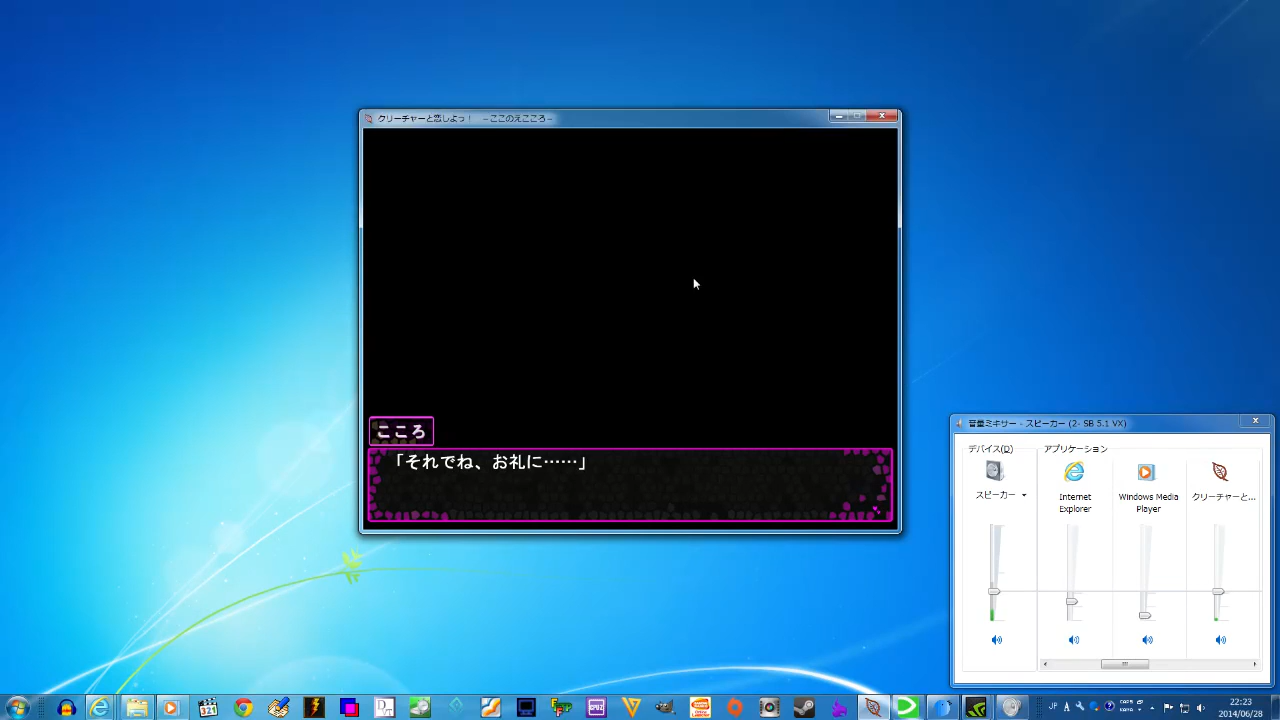 クリーチャーと恋しよっ！　－ここのえこころ－
こころ
「それでね、お礼に……」
音量ミキサー - スピーカー (2- SB 5.1 VX)
デバイス(D)
アプリケーション
スピーカー
Internet Explorer
Windows Media Player
クリーチャーと...
321
CPUZ
JP
22:23
2014/06/28